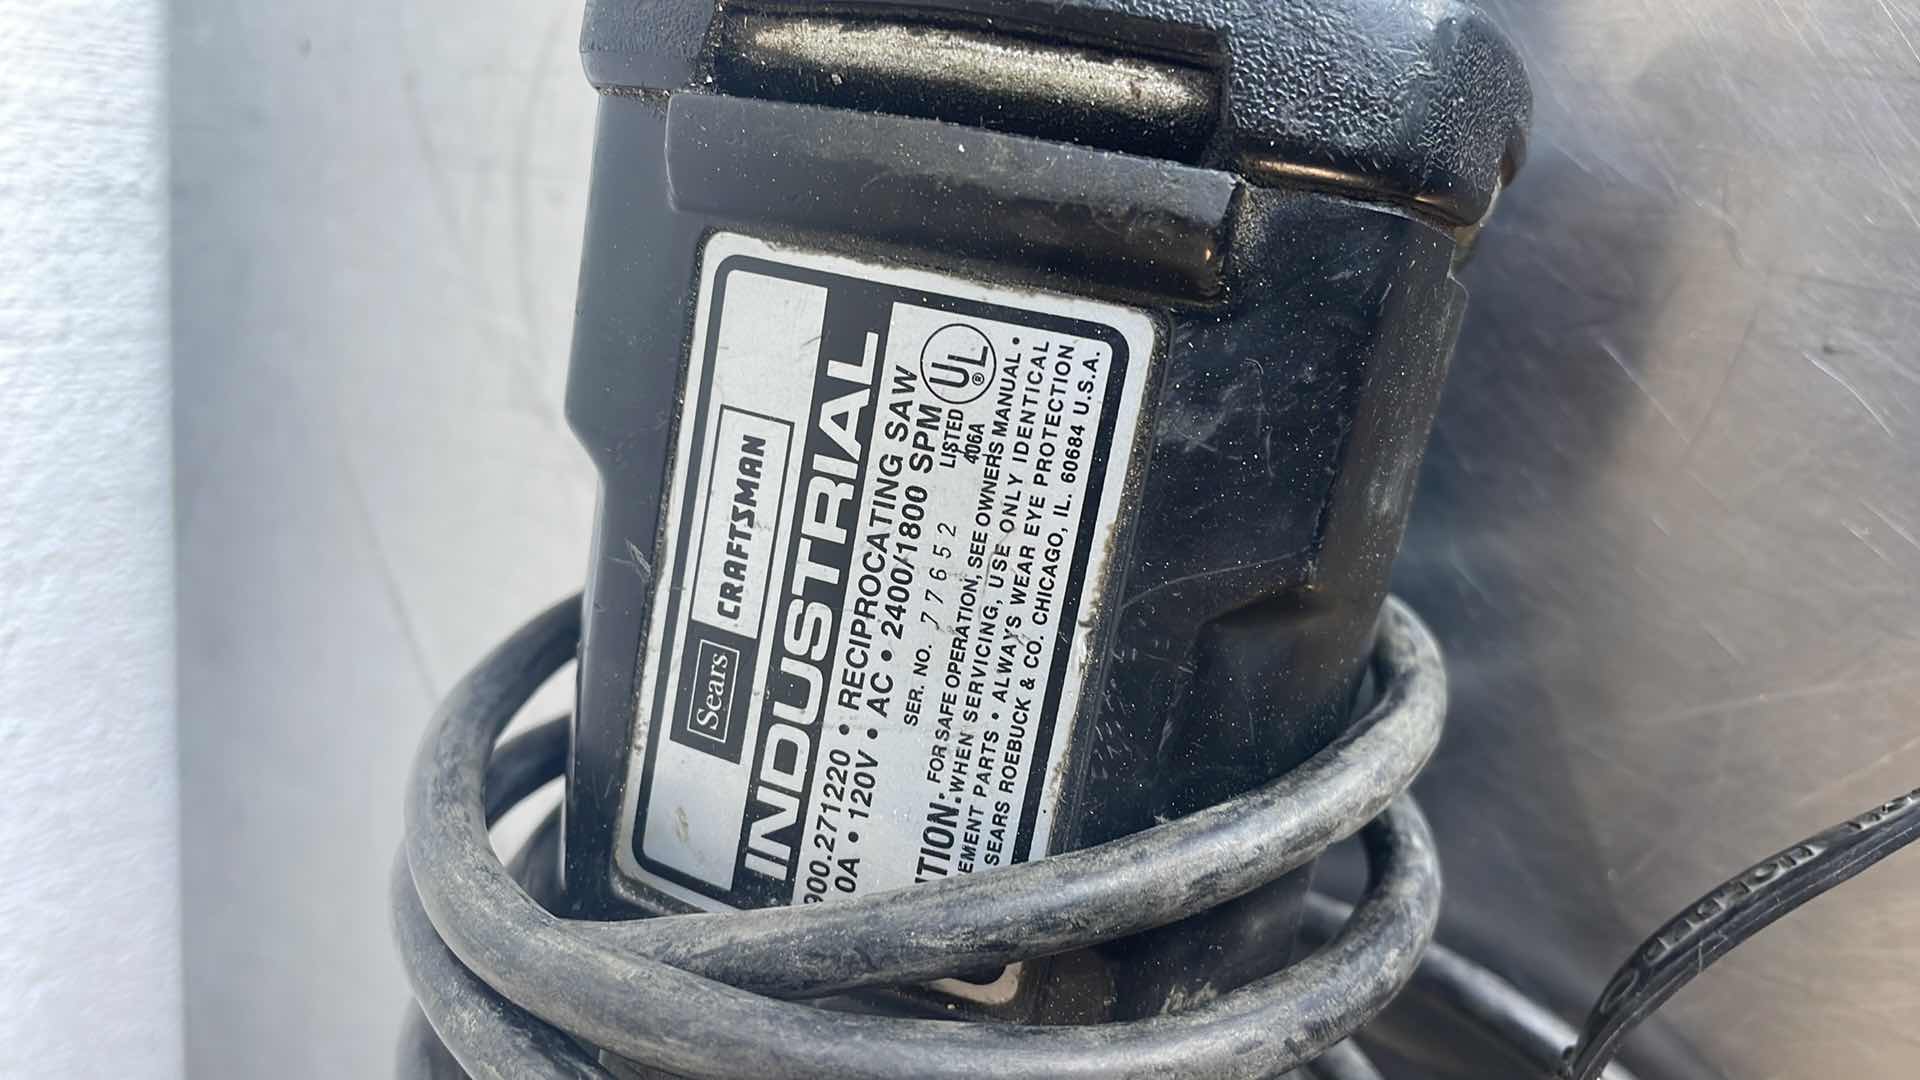 Sears CRAFTSMAN
INDUSTRIAL
900.271220 • RECIPROCATING SAW
0A • 120V • AC • 2400/1800 SPM
SER. NO. 77652
LISTED UL ®
406A
TION: FOR SAFE OPERATION, SEE OWNERS MANUAL •
• WHEN SERVICING, USE ONLY IDENTICAL
EMENT PARTS • ALWAYS WEAR EYE PROTECTION
SEARS ROEBUCK & CO. CHICAGO, IL. 60684 U.S.A.